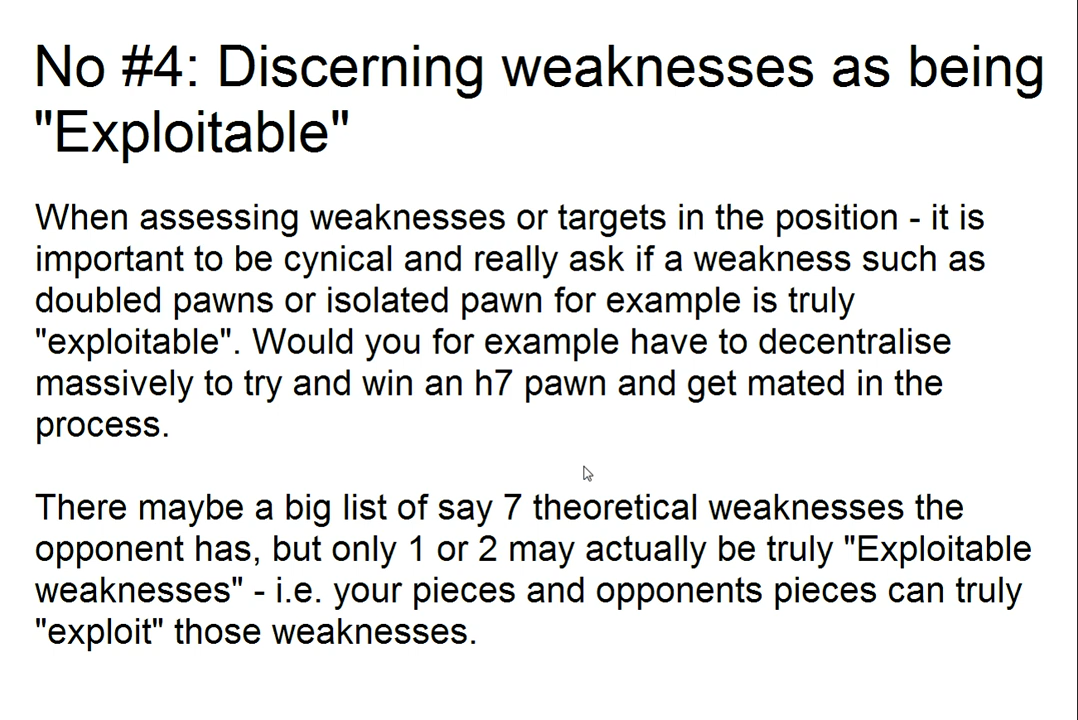 No #4: Discerning weaknesses as being
"Exploitable"
When assessing weaknesses or targets in the position - it is
important to be cynical and really ask if a weakness such as
doubled pawns or isolated pawn for example is truly
"exploitable". Would you for example have to decentralise
massively to try and win an h7 pawn and get mated in the
process.
There maybe a big list of say 7 theoretical weaknesses the
opponent has, but only 1 or 2 may actually be truly "Exploitable
weaknesses" - i.e. your pieces and opponents pieces can truly
"exploit" those weaknesses.